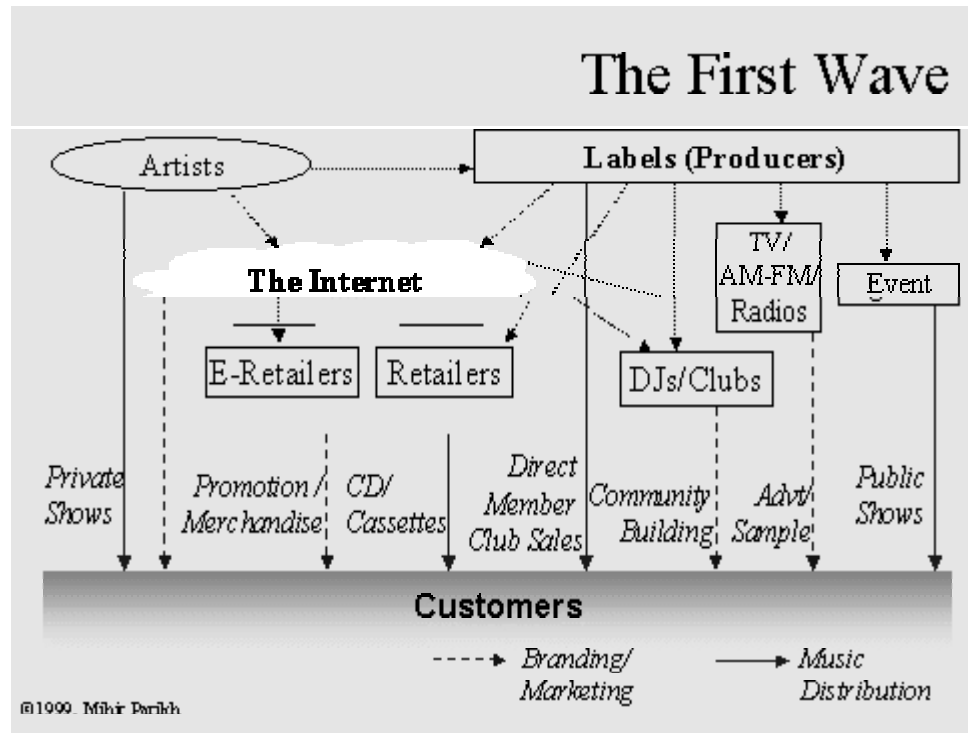 The First Wave
Artists
Labels (Producers)
The Internet
TV/
AM-FM/
Radios
Event
E-Retailers
Retailers
DJs/Clubs
Private
Shows
Promotion /
Merchandise
CD/
Cassettes
Direct
Member
Club Sales
Community
Building
Advt/
Sample
Public
Shows
Customers
Branding/
Marketing
Music
Distribution
©1999, Mihir Parikh